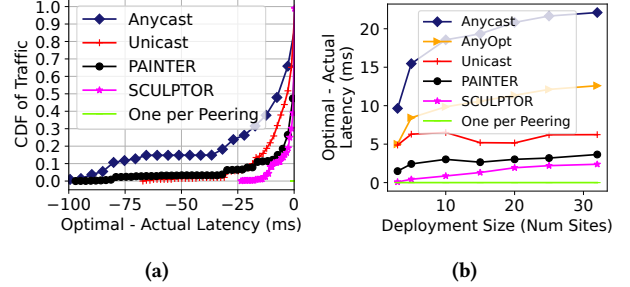 CDF of Traffic
1.0
0.9
0.8
0.7
0.6
0.5
0.4
0.3
0.2
0.1
0.0
Anycast
Unicast
PAINTER
SCULPTOR
One per Peering
−100 −75 −50 −25 0
Optimal - Actual Latency (ms)
(a)
Optimal - Actual
Latency (ms)
20
15
10
5
0
Anycast
AnyOpt
Unicast
PAINTER
SCULPTOR
One per Peering
10 20 30
Deployment Size (Num Sites)
(b)